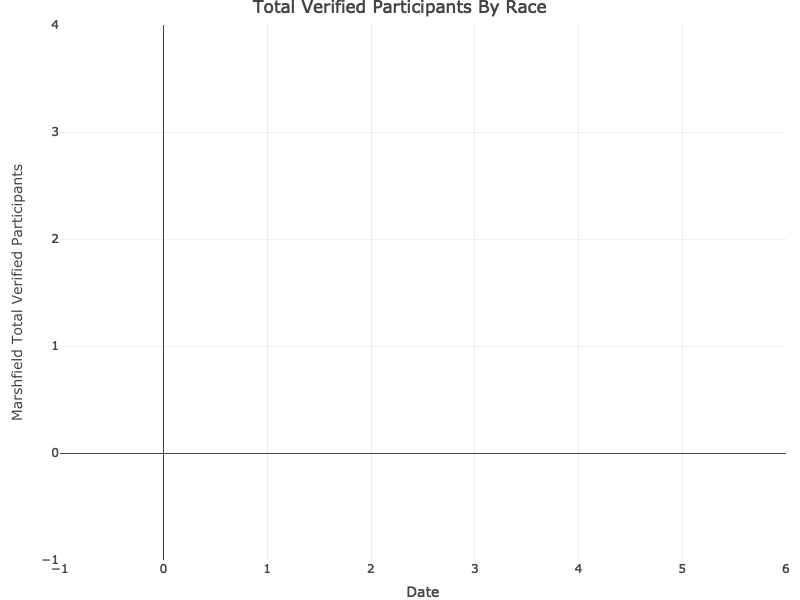 Total Verified Participants By Race
4
3
2
1
0
−1
Marshfield Total Verified Participants
−1 0 1 2 3 4 5 6
Date